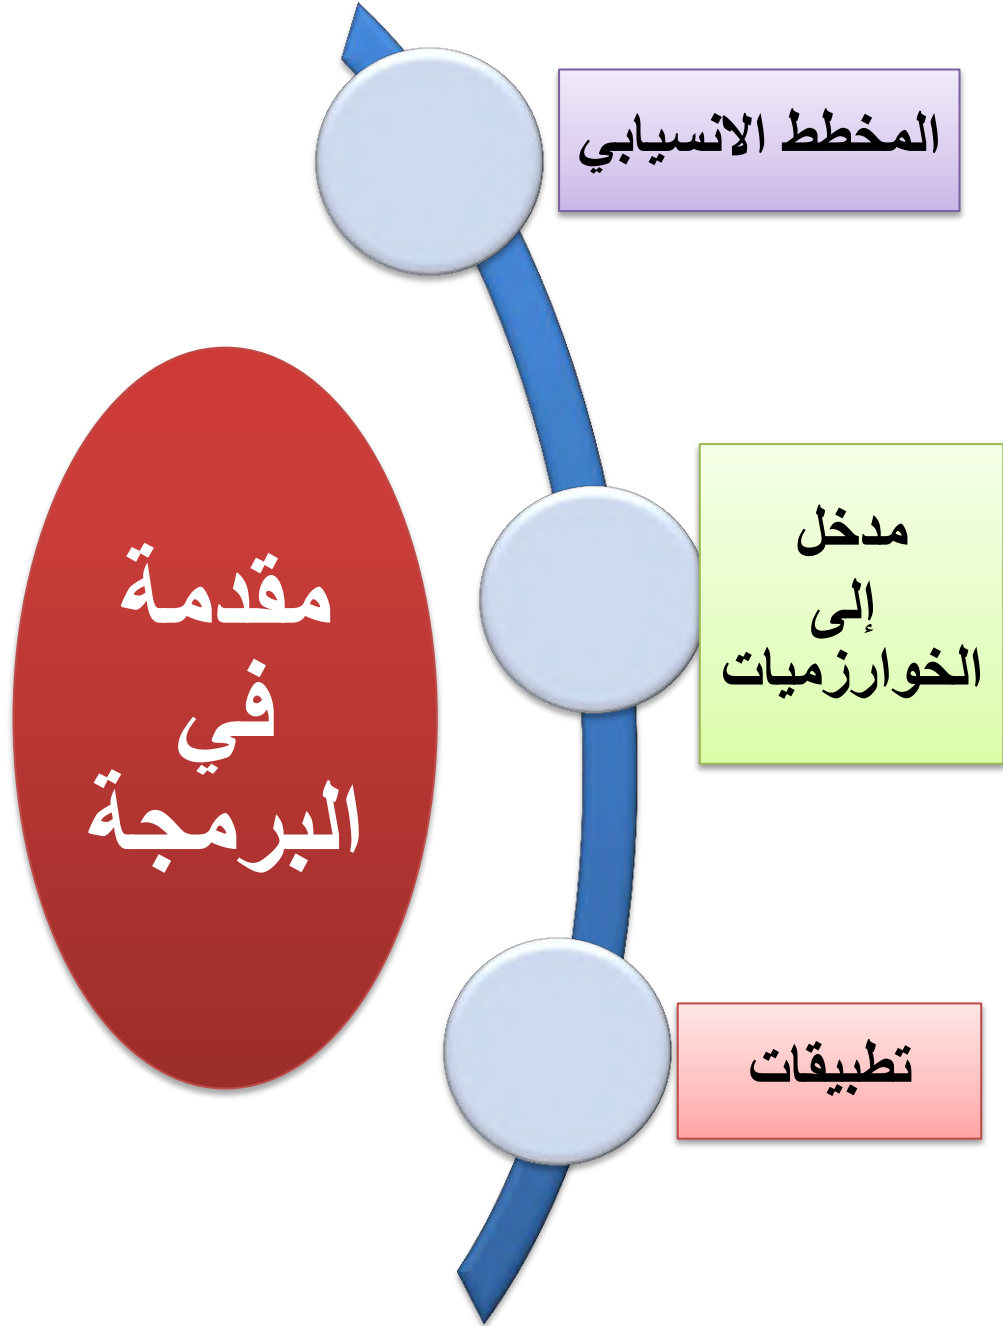 المخطط الانسيابي
مقدمة
في
البرمجة
مدخل
إلى
الخوارزميات
تطبيقات